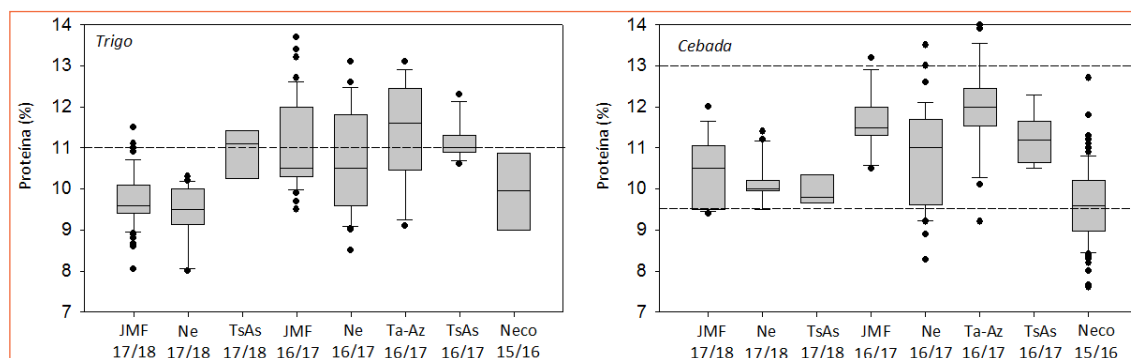 Trigo
Proteína (%)
14
13
12
11
10
9
8
7
JMF Ne TsAs JMF Ne Ta-Az TsAs Neco
17/18 17/18 17/18 16/17 16/17 16/17 16/17 15/16
Cebada
Proteína (%)
14
13
12
11
10
9
8
7
JMF Ne TsAs JMF Ne Ta-Az TsAs Neco
17/18 17/18 17/18 16/17 16/17 16/17 16/17 15/16